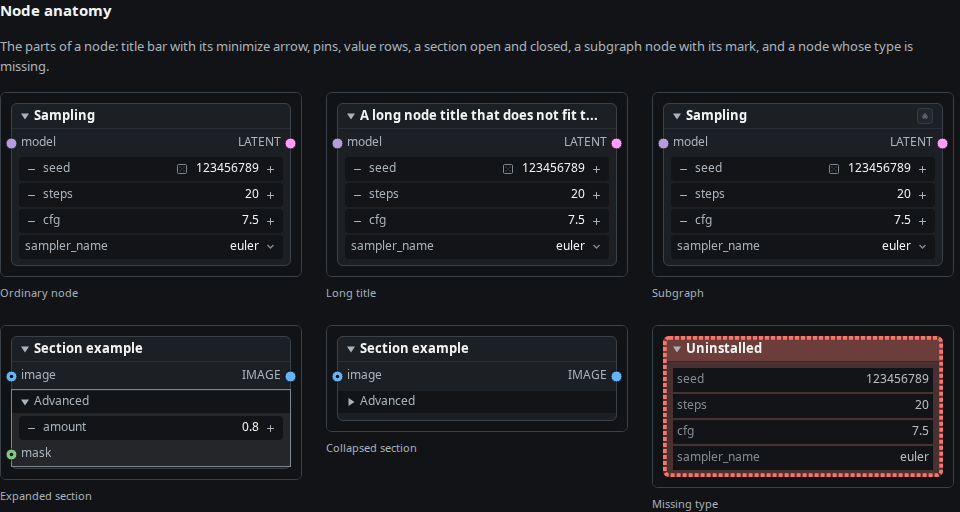 Node anatomy
The parts of a node: title bar with its minimize arrow, pins, value rows, a section open and closed, a subgraph node with its mark, and a node whose type is
missing.
Sampling
model LATENT
seed 123456789
steps 20
cfg 7.5
sampler_name euler
Ordinary node
A long node title that does not fit t...
model LATENT
seed 123456789
steps 20
cfg 7.5
sampler_name euler
Long title
Sampling
model LATENT
seed 123456789
steps 20
cfg 7.5
sampler_name euler
Subgraph
Section example
image IMAGE
Advanced
amount 0.8
mask
Expanded section
Section example
image IMAGE
Advanced
Collapsed section
Uninstalled
seed 123456789
steps 20
cfg 7.5
sampler_name euler
Missing type